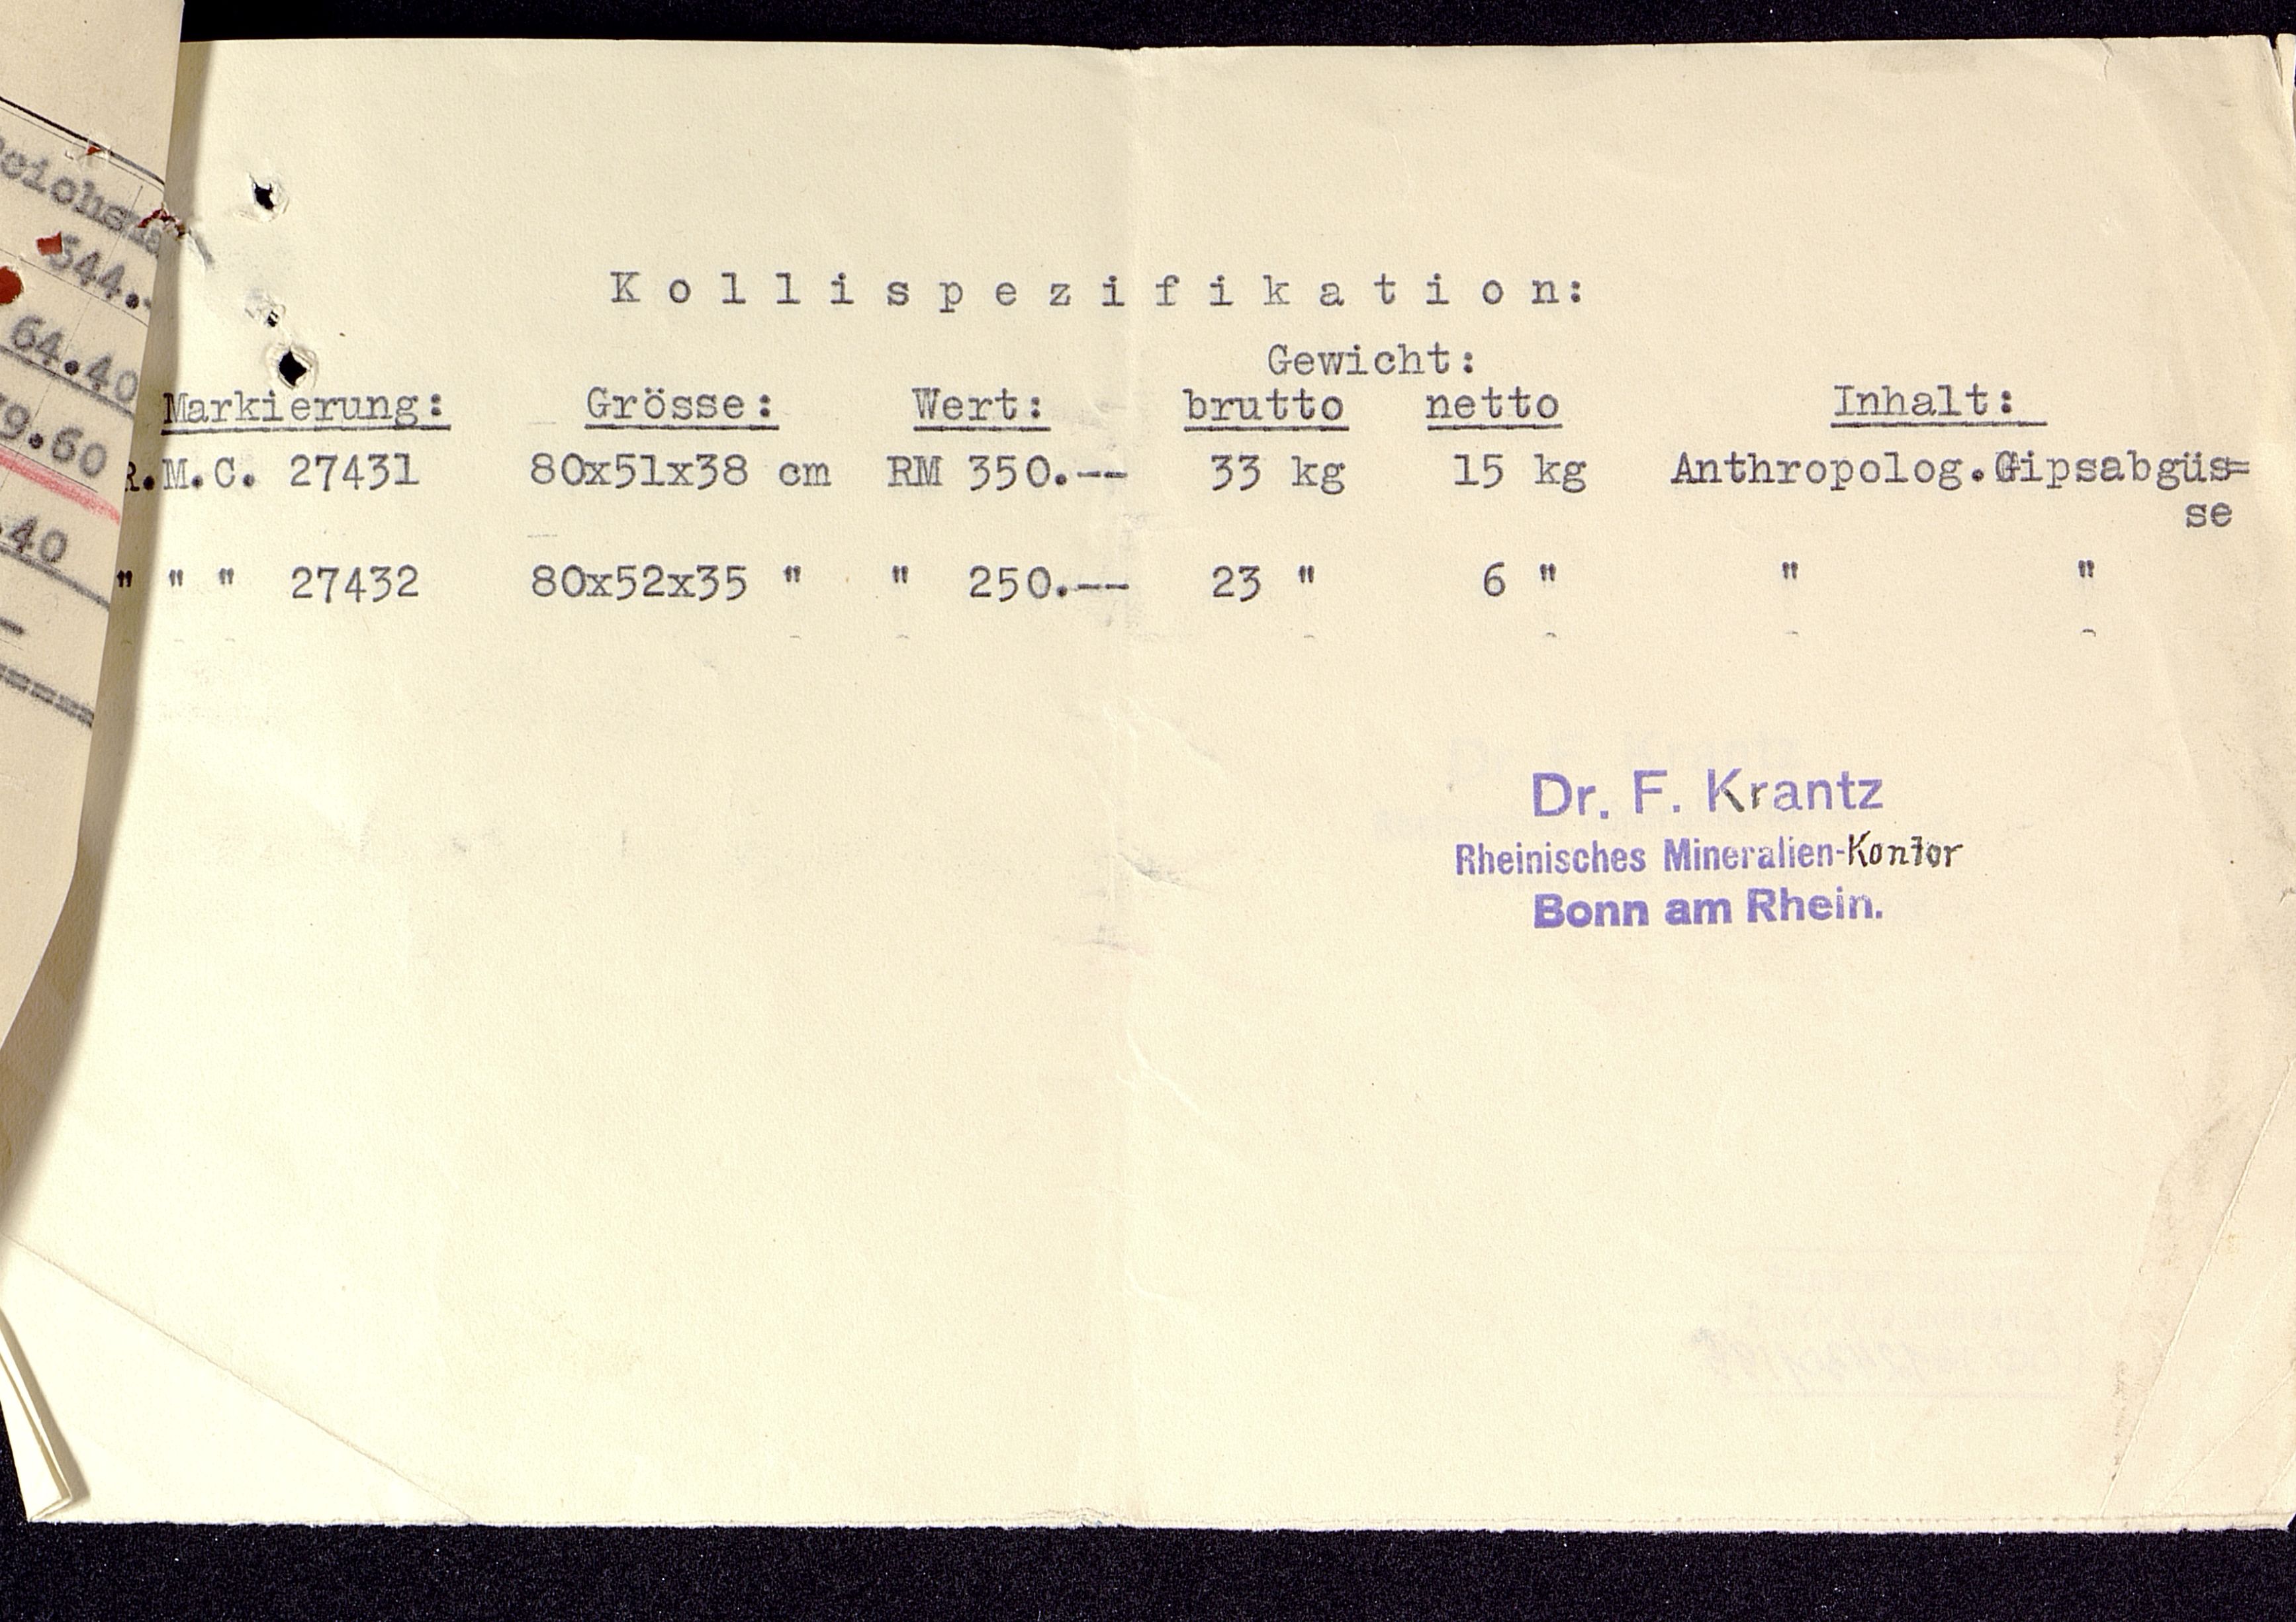 544.-
64.40
9.60
.40
Kollispezifikation:
Gewicht:
Markierung: Grösse: Wert: brutto netto Inhalt:
R.M.C. 27431 80x51x38 cm RM 350.-- 33 kg 15 kg Anthropolog.Gipsabgüs=
se
" " " 27432 80x52x35 " " 250.-- 23 " 6 " " "
Dr. F. Krantz
Rheinisches Mineralien-Kontor
Bonn am Rhein.